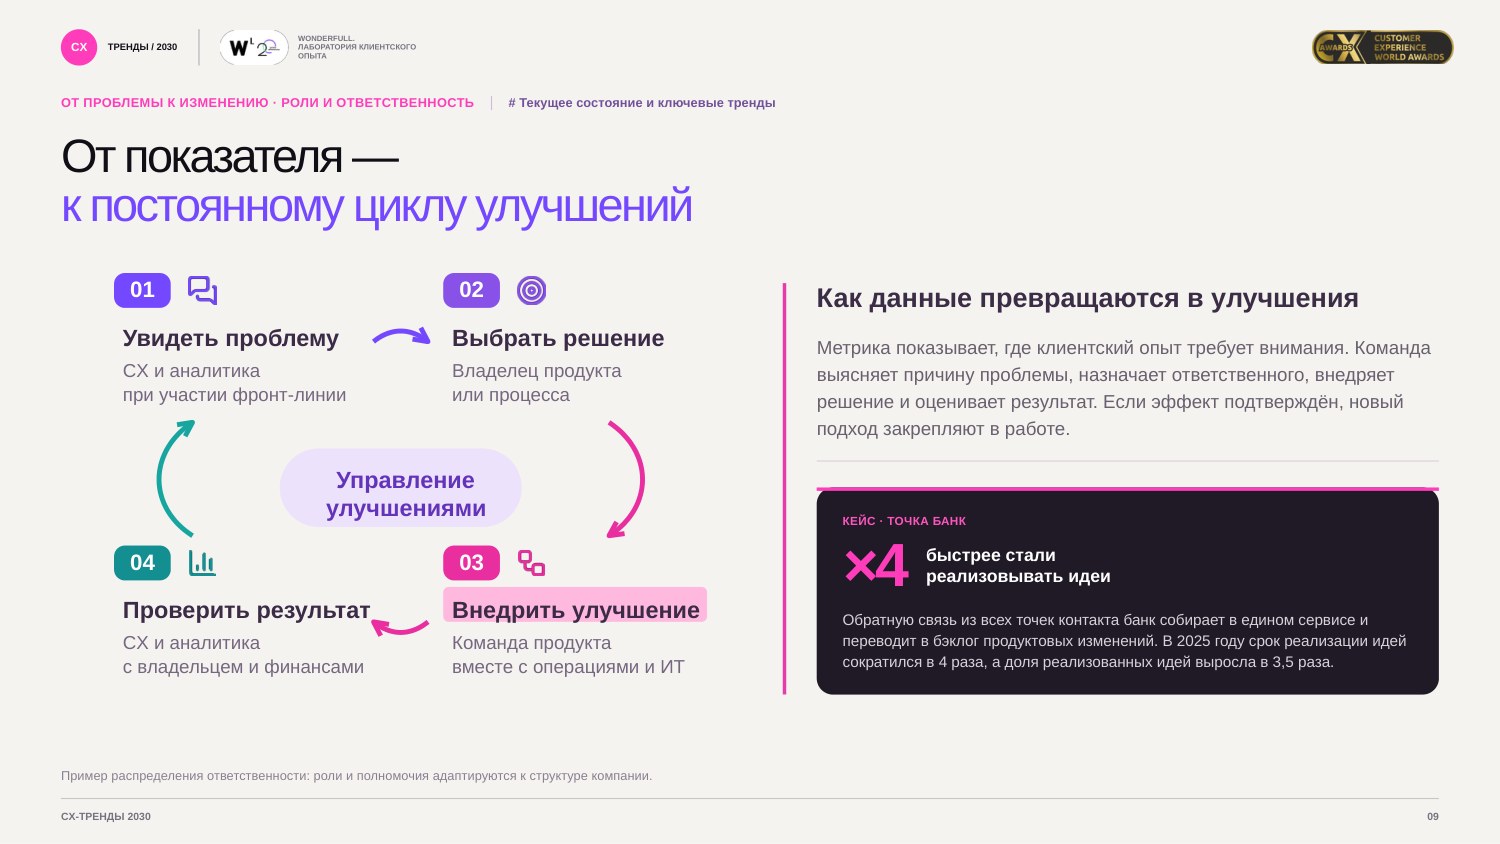 CX
ТРЕНДЫ / 2030
WL 20
WONDERFULL.
ЛАБОРАТОРИЯ КЛИЕНТСКОГО
ОПЫТА
CX AWARDS
CUSTOMER
EXPERIENCE
WORLD AWARDS
ОТ ПРОБЛЕМЫ К ИЗМЕНЕНИЮ · РОЛИ И ОТВЕТСТВЕННОСТЬ
# Текущее состояние и ключевые тренды
От показателя —
к постоянному циклу улучшений
01
Увидеть проблему
CX и аналитика
при участии фронт-линии
02
Выбрать решение
Владелец продукта
или процесса
Управление
улучшениями
04
Проверить результат
CX и аналитика
с владельцем и финансами
03
Внедрить улучшение
Команда продукта
вместе с операциями и ИТ
Как данные превращаются в улучшения
Метрика показывает, где клиентский опыт требует внимания. Команда
выясняет причину проблемы, назначает ответственного, внедряет
решение и оценивает результат. Если эффект подтверждён, новый
подход закрепляют в работе.
КЕЙС · ТОЧКА БАНК
×4
быстрее стали
реализовывать идеи
Обратную связь из всех точек контакта банк собирает в едином сервисе и
переводит в бэклог продуктовых изменений. В 2025 году срок реализации идей
сократился в 4 раза, а доля реализованных идей выросла в 3,5 раза.
Пример распределения ответственности: роли и полномочия адаптируются к структуре компании.
CX-ТРЕНДЫ 2030
09